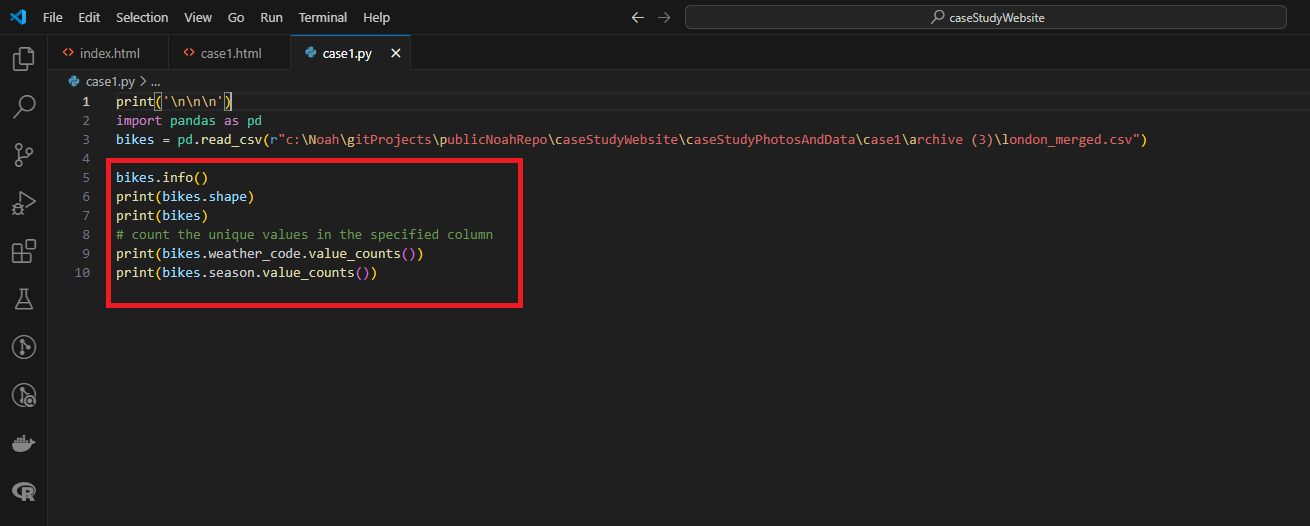 File Edit Selection View Go Run Terminal Help
caseStudyWebsite
index.html case1.html case1.py
case1.py > ...
1 print('\n\n\n')
2 import pandas as pd
3 bikes = pd.read_csv(r"c:\Noah\gitProjects\publicNoahRepo\caseStudyWebsite\caseStudyPhotosAndData\case1\archive (3)\london_merged.csv")
4
5 bikes.info()
6 print(bikes.shape)
7 print(bikes)
8 # count the unique values in the specified column
9 print(bikes.weather_code.value_counts())
10 print(bikes.season.value_counts())